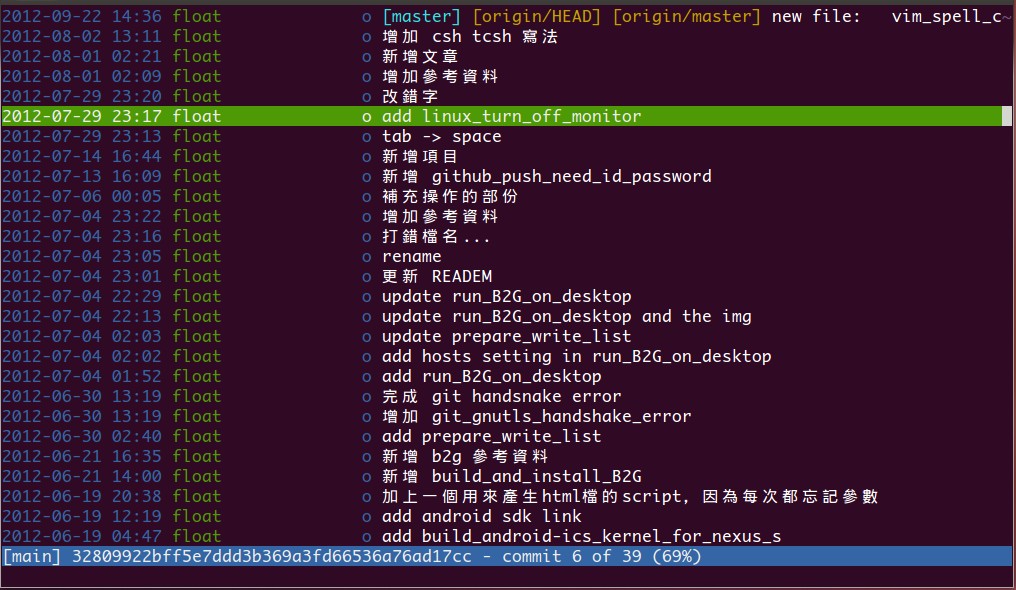 2012-09-22 14:36 float o [master] [origin/HEAD] [origin/master] new file: vim_spell_c~
2012-08-02 13:11 float o 增加 csh tcsh 寫法
2012-08-01 02:21 float o 新增文章
2012-08-01 02:09 float o 增加參考資料
2012-07-29 23:20 float o 改錯字
2012-07-29 23:17 float o add linux_turn_off_monitor
2012-07-29 23:13 float o tab -> space
2012-07-14 16:44 float o 新增項目
2012-07-13 16:09 float o 新增 github_push_need_id_password
2012-07-06 00:05 float o 補充操作的部份
2012-07-04 23:22 float o 增加參考資料
2012-07-04 23:16 float o 打錯檔名...
2012-07-04 23:05 float o rename
2012-07-04 23:01 float o 更新 READEM
2012-07-04 22:29 float o update run_B2G_on_desktop
2012-07-04 22:13 float o update run_B2G_on_desktop and the img
2012-07-04 02:03 float o update prepare_write_list
2012-07-04 02:02 float o add hosts setting in run_B2G_on_desktop
2012-07-04 01:52 float o add run_B2G_on_desktop
2012-06-30 13:19 float o 完成 git handsnake error
2012-06-30 13:19 float o 增加 git_gnutls_handshake_error
2012-06-30 02:40 float o add prepare_write_list
2012-06-21 16:35 float o 新增 b2g 參考資料
2012-06-21 14:00 float o 新增 build_and_install_B2G
2012-06-19 20:38 float o 加上一個用來產生html檔的script, 因為每次都忘記參數
2012-06-19 12:19 float o add android sdk link
2012-06-19 04:47 float o add build_android-ics_kernel_for_nexus_s
[main] 32809922bff5e7ddd3b369a3fd66536a76ad17cc - commit 6 of 39 (69%)